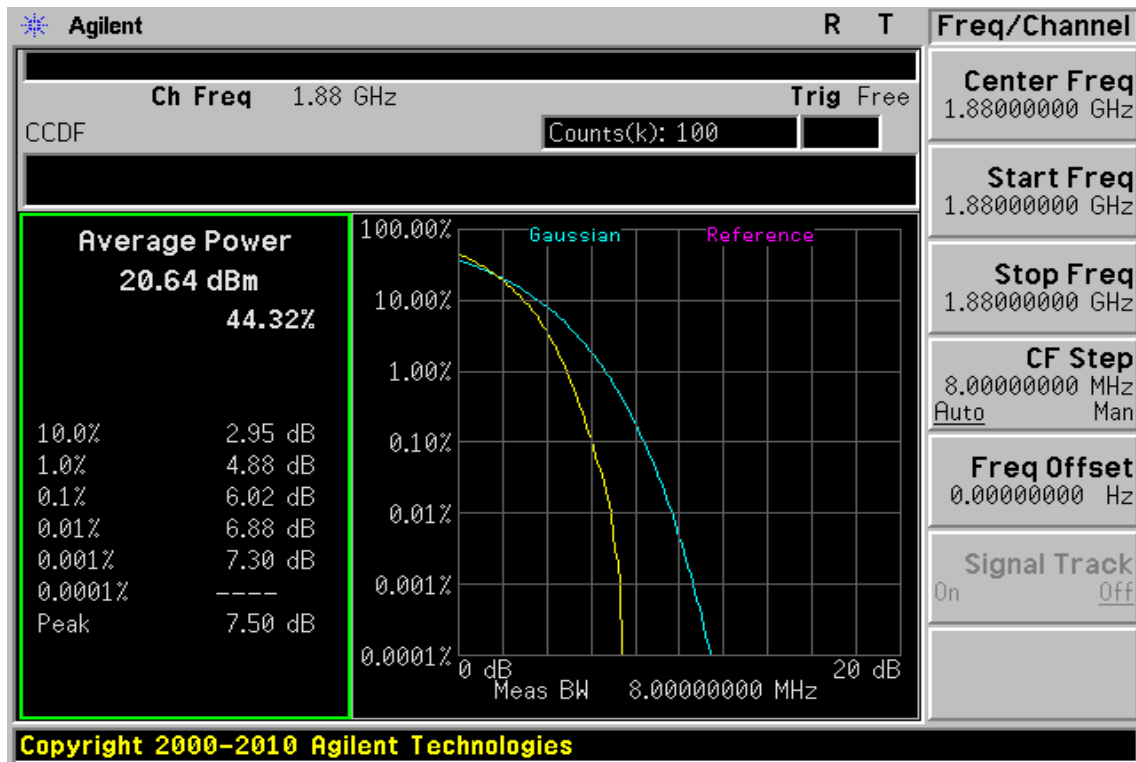 Agilent R T Freq/Channel
Ch Freq 1.88 GHz Trig Free
CCDF Counts(k): 100
Center Freq
1.88000000 GHz
Start Freq
1.88000000 GHz
Stop Freq
1.88000000 GHz
CF Step
8.00000000 MHz
Auto Man
Freq Offset
0.00000000 Hz
Signal Track
On Off
Average Power
20.64 dBm
44.32%
10.0% 2.95 dB
1.0% 4.88 dB
0.1% 6.02 dB
0.01% 6.88 dB
0.001% 7.30 dB
0.0001% ----
Peak 7.50 dB
Gaussian Reference
100.00%
10.00%
1.00%
0.10%
0.01%
0.001%
0.0001%
0 dB 20 dB
Meas BW 8.00000000 MHz
Copyright 2000-2010 Agilent Technologies